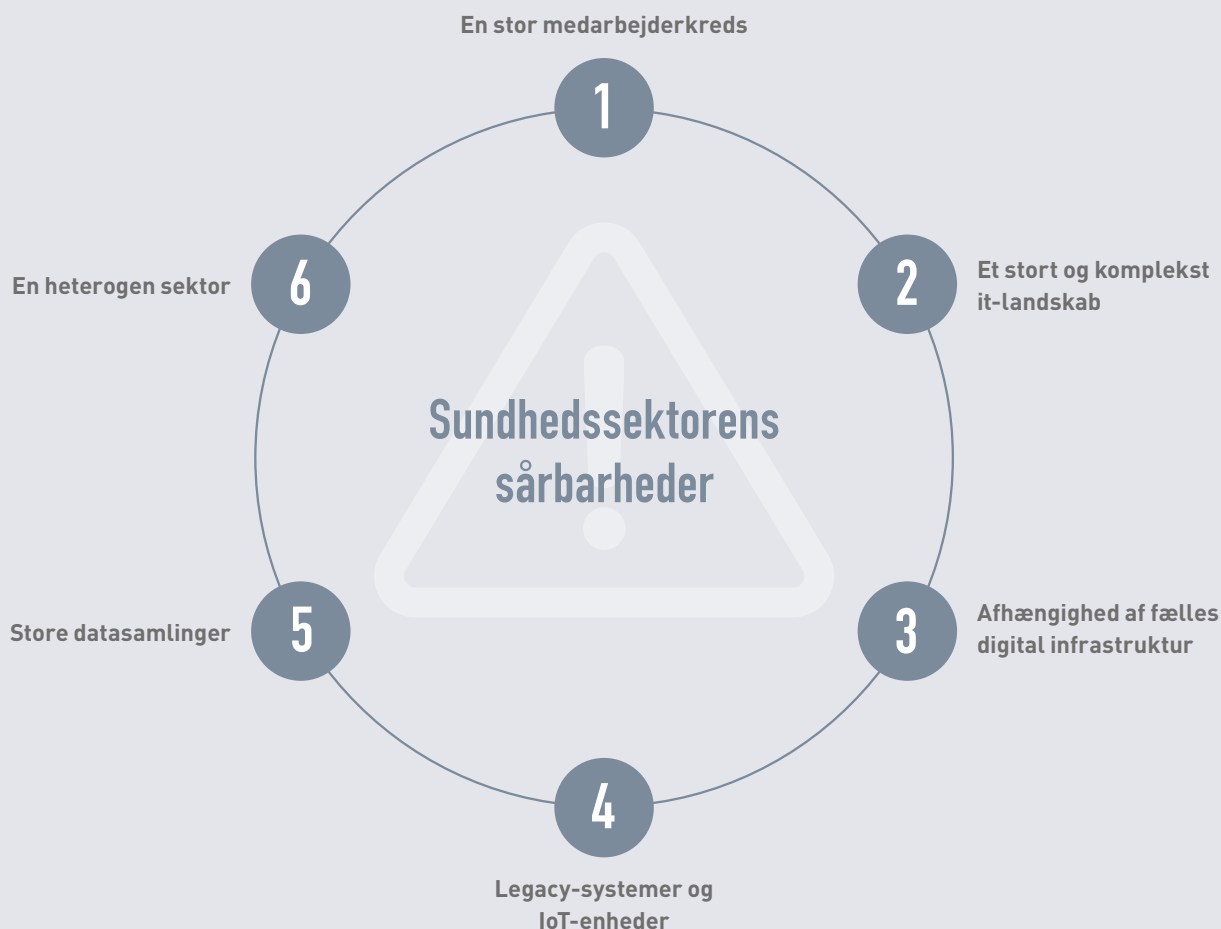 En stor medarbejderkreds
1
2
Et stort og komplekst
it-landskab
3
Afhængighed af fælles
digital infrastruktur
4
Legacy-systemer og
IoT-enheder
5
Store datasamlinger
6
En heterogen sektor
Sundhedssektorens
sårbarheder